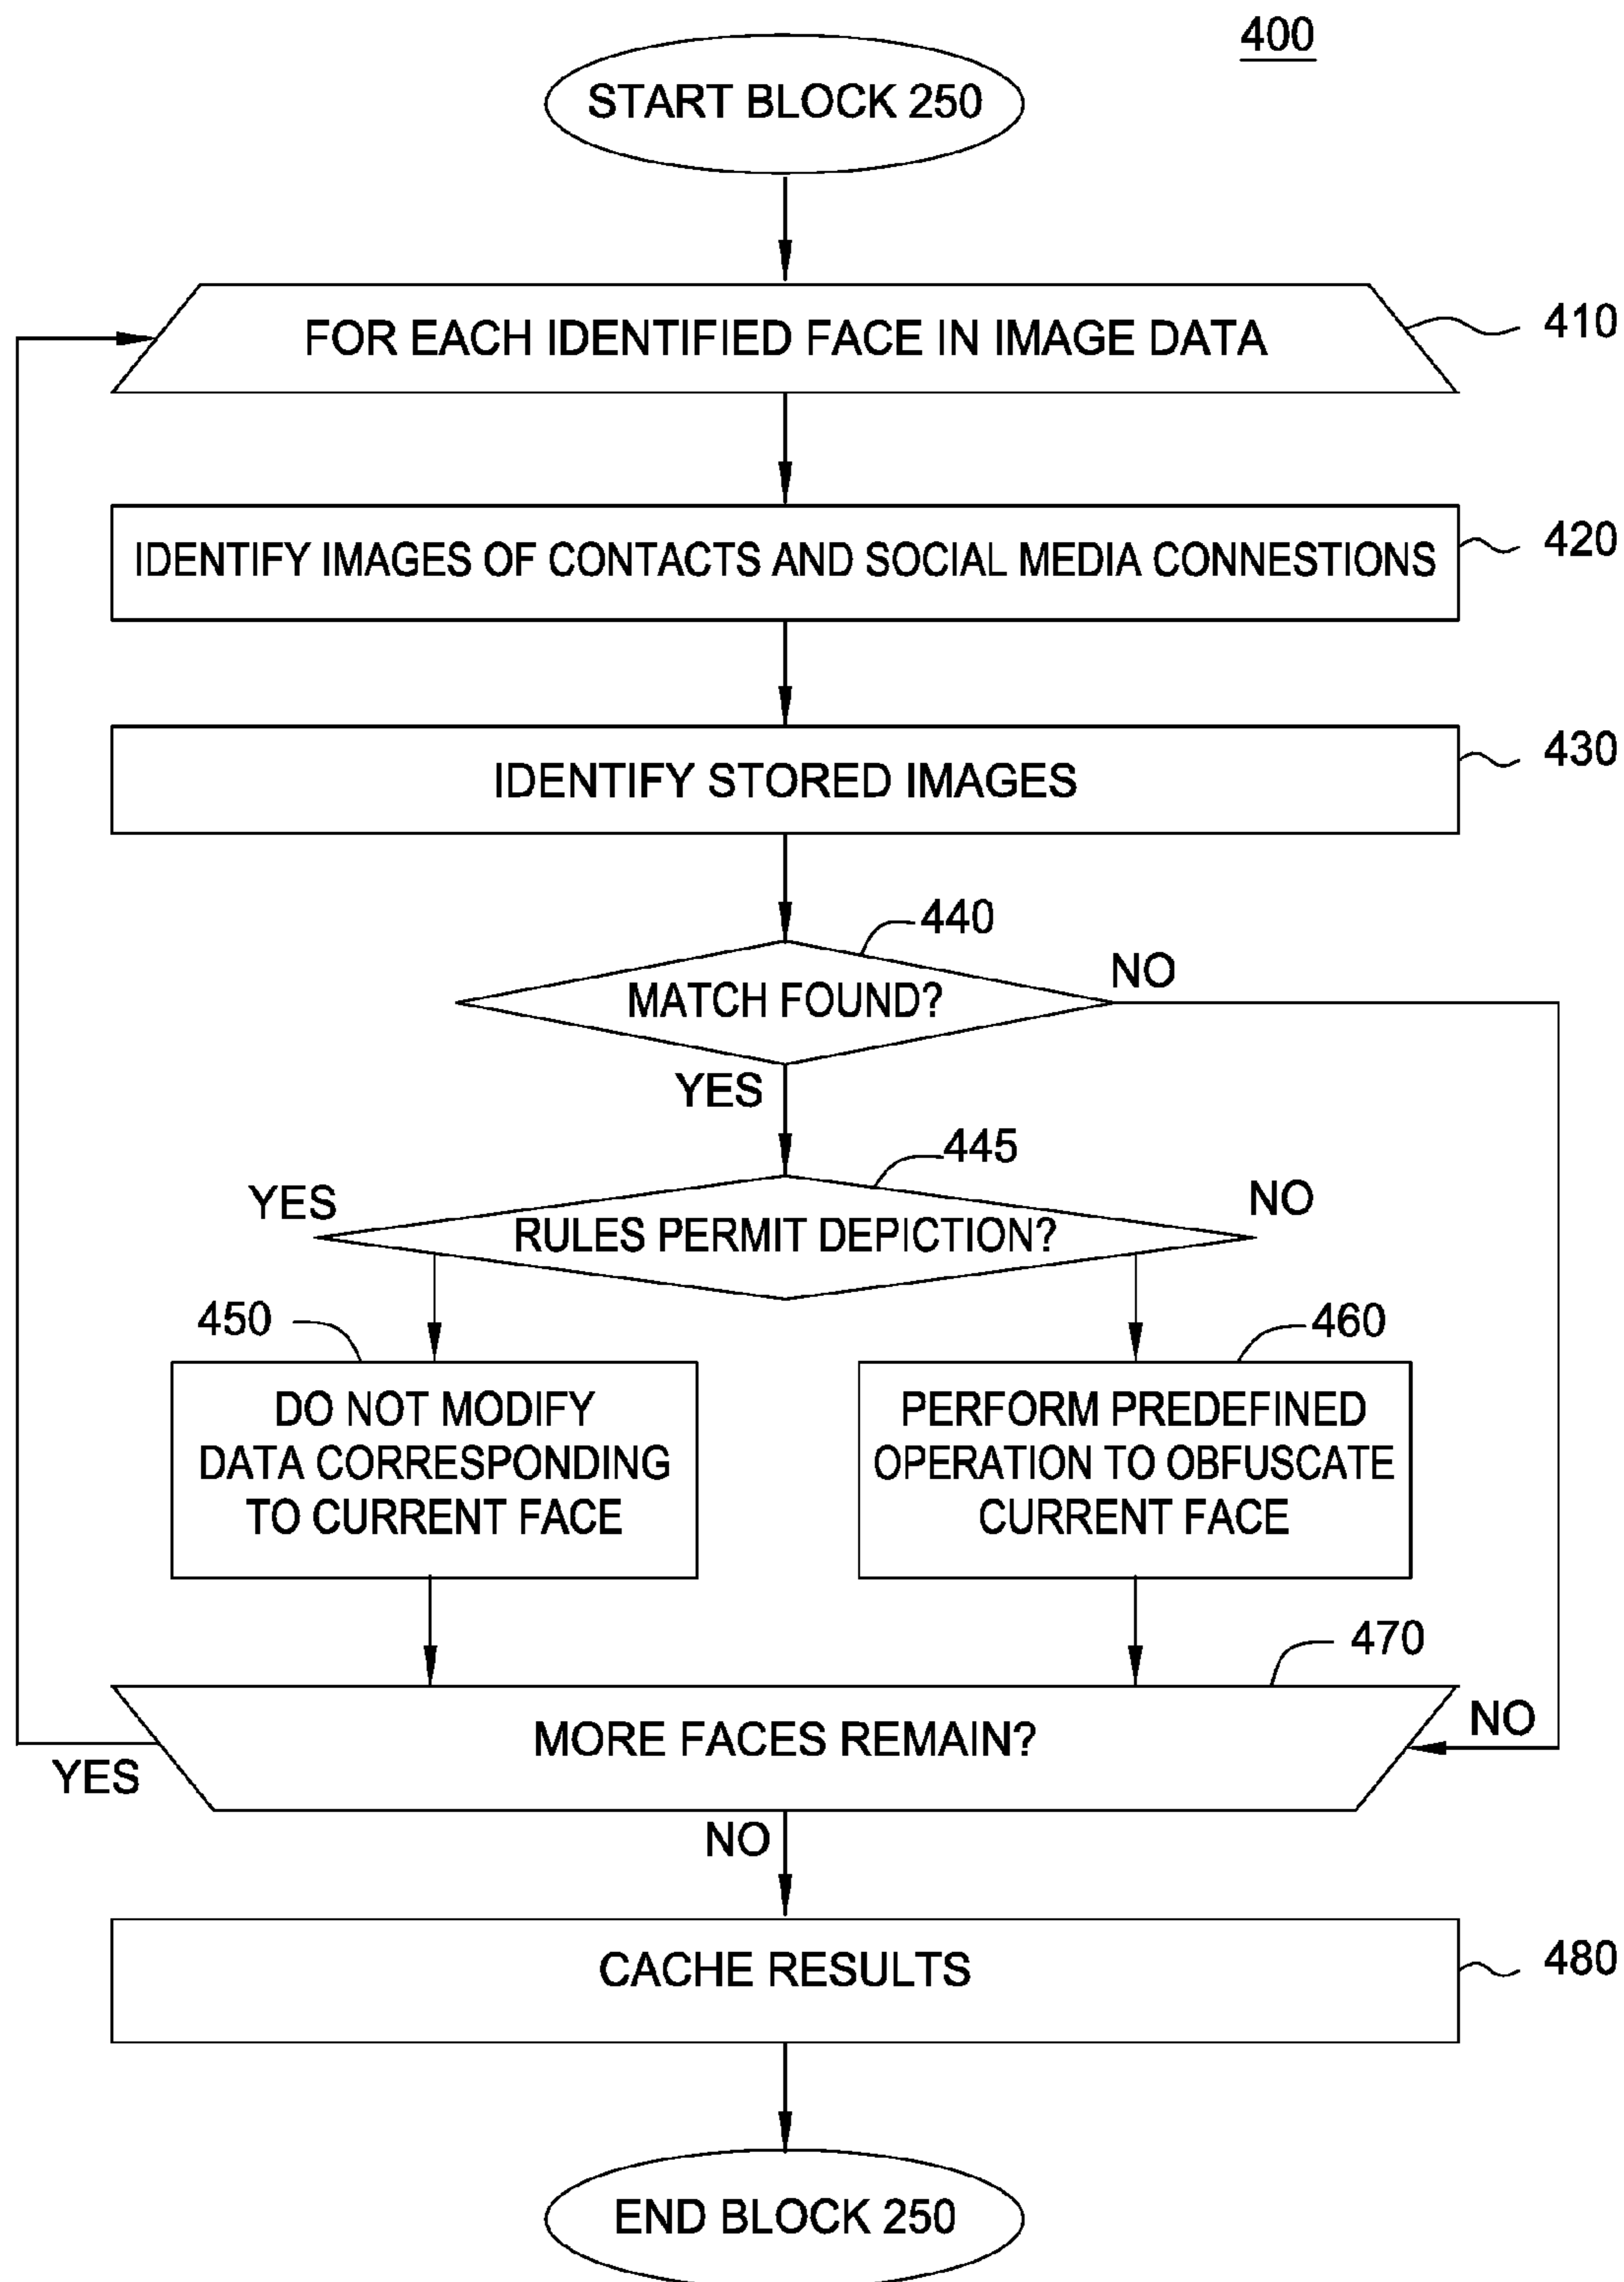 400
START BLOCK 250
FOR EACH IDENTIFIED FACE IN IMAGE DATA
410
IDENTIFY IMAGES OF CONTACTS AND SOCIAL MEDIA CONNESTIONS
420
IDENTIFY STORED IMAGES
430
440
MATCH FOUND?
NO
YES
445
YES
RULES PERMIT DEPICTION?
NO
450
DO NOT MODIFY
DATA CORRESPONDING
TO CURRENT FACE
460
PERFORM PREDEFINED
OPERATION TO OBFUSCATE
CURRENT FACE
470
MORE FACES REMAIN?
NO
YES
NO
CACHE RESULTS
480
END BLOCK 250